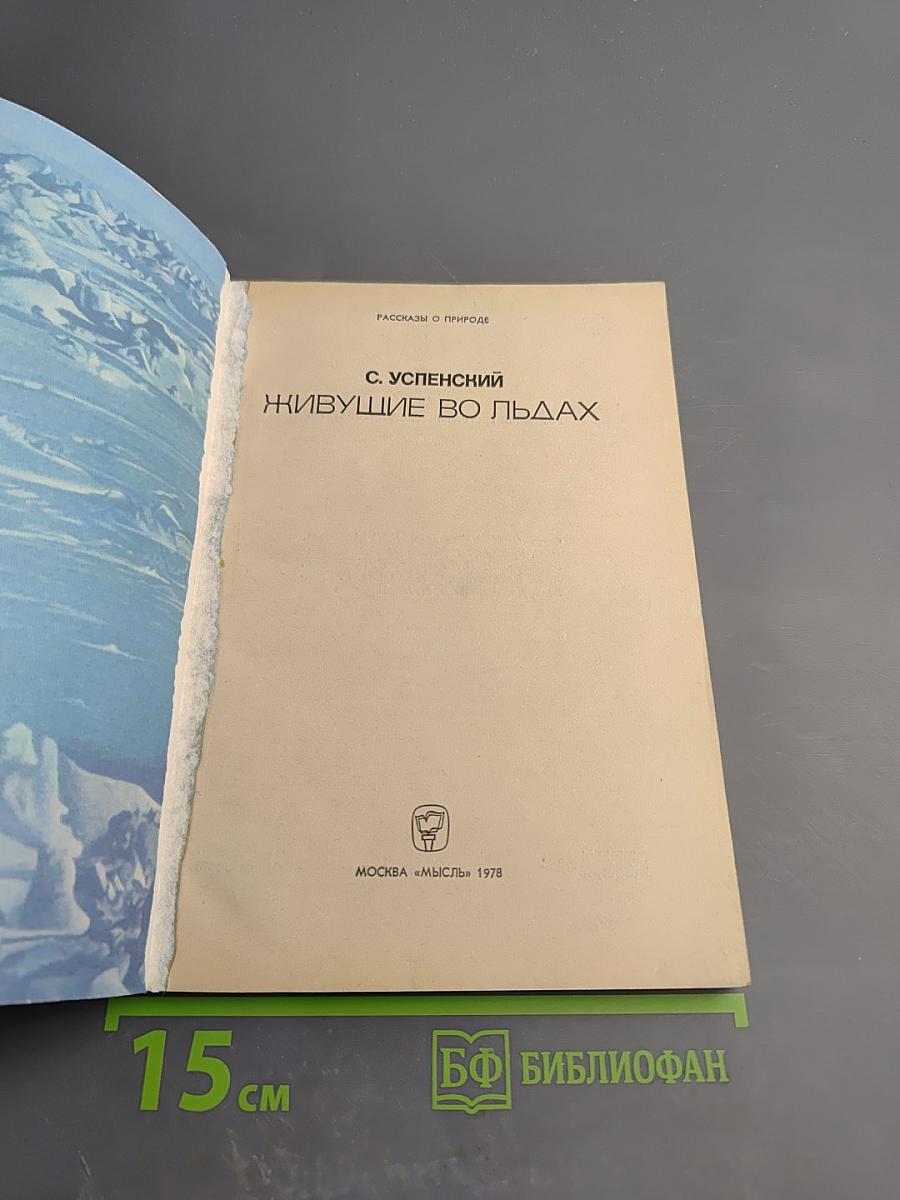 РАССКАЗЫ О ПРИРОДЕ
С. УСПЕНСКИЙ
ЖИВУЩИЕ ВО ЛЬДАХ
МОСКВА «МЫСЛЬ» 1978
15 см
БФ БИБЛИОФАН